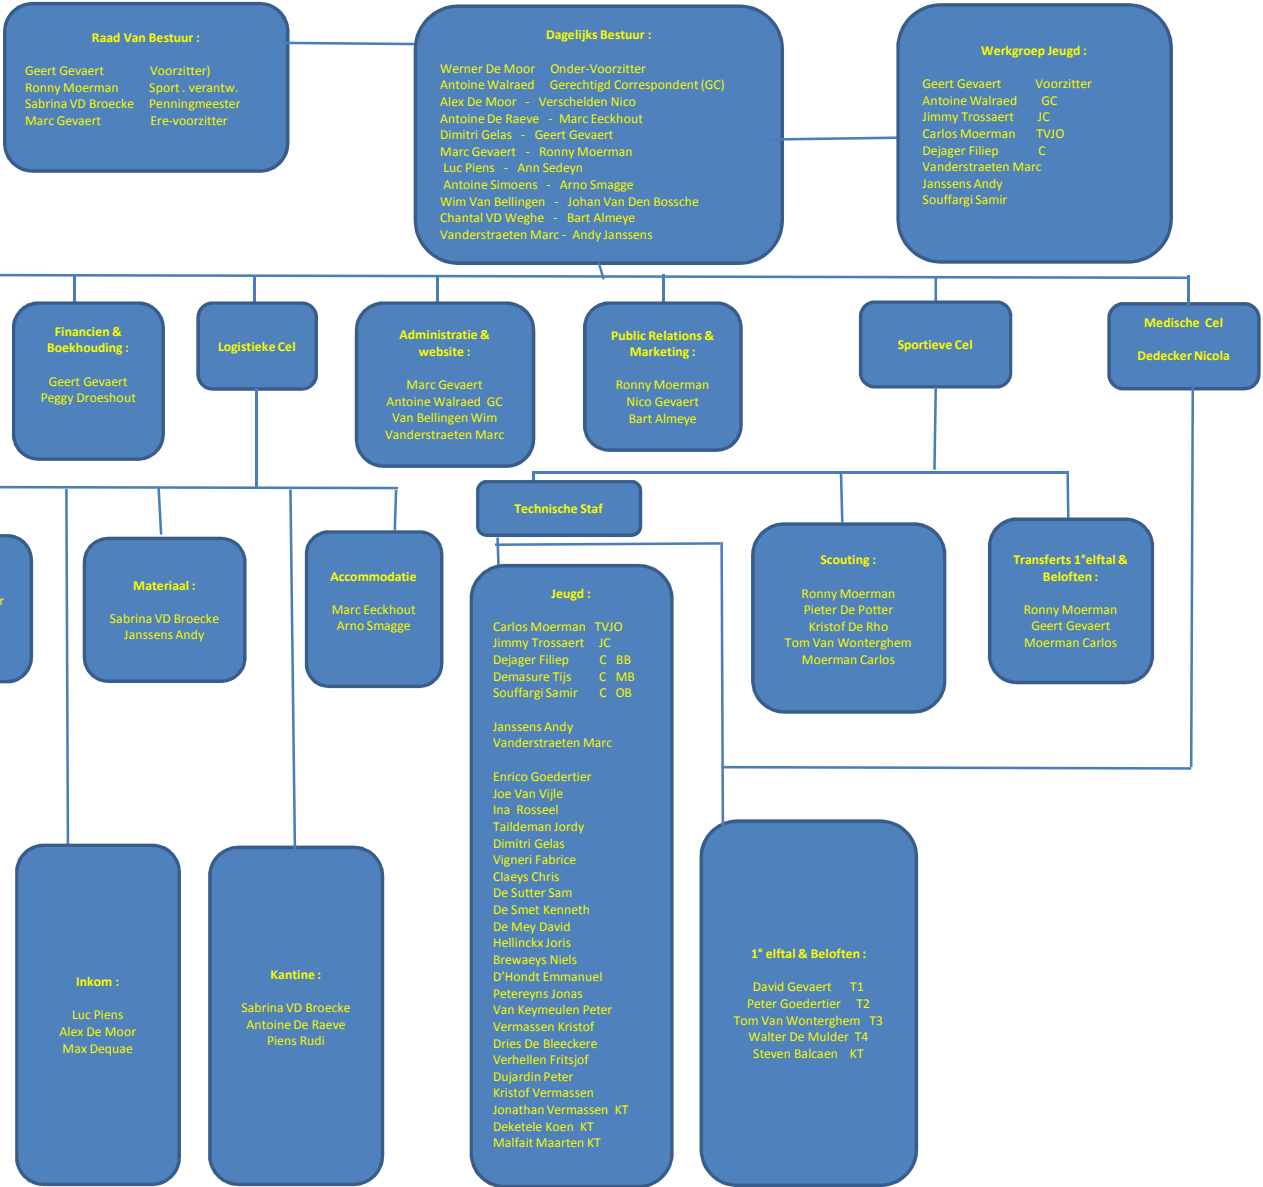 Raad Van Bestuur :
Geert Gevaert Voorzitter)
Ronny Moerman Sport . verantw.
Sabrina VD Broecke Penningmeester
Marc Gevaert Ere-voorzitter
Dagelijks Bestuur :
Werner De Moor Onder-Voorzitter
Antoine Walraed Gerechtigd Correspondent (GC)
Alex De Moor - Verschelden Nico
Antoine De Raeve - Marc Eeckhout
Dimitri Gelas - Geert Gevaert
Marc Gevaert - Ronny Moerman
Luc Piens - Ann Sedeyn
Antoine Simoens - Arno Smagge
Wim Van Bellingen - Johan Van Den Bossche
Chantal VD Weghe - Bart Almeye
Vanderstraeten Marc - Andy Janssens
Werkgroep Jeugd :
Geert Gevaert Voorzitter
Antoine Walraed GC
Jimmy Trossaert JC
Carlos Moerman TVJO
Dejager Filiep C
Vanderstraeten Marc
Janssens Andy
Souffargi Samir
Financien &
Boekhouding :
Geert Gevaert
Peggy Droeshout
Logistieke Cel
Administratie &
website :
Marc Gevaert
Antoine Walraed GC
Van Bellingen Wim
Vanderstraeten Marc
Public Relations &
Marketing :
Ronny Moerman
Nico Gevaert
Bart Almeye
Sportieve Cel
Medische Cel
Dedecker Nicola
r
Materiaal :
Sabrina VD Broecke
Janssens Andy
Accommodatie
Marc Eeckhout
Arno Smagge
Technische Staf
Jeugd :
Carlos Moerman TVJO
Jimmy Trossaert JC
Dejager Filiep C BB
Demasure Tijs C MB
Souffargi Samir C OB
Janssens Andy
Vanderstraeten Marc
Enrico Goedertier
Joe Van Vijle
Ina Rosseel
Taildeman Jordy
Dimitri Gelas
Vigneri Fabrice
Claeys Chris
De Sutter Sam
De Smet Kenneth
De Mey David
Hellinckx Joris
Brewaeys Niels
D'Hondt Emmanuel
Petereyns Jonas
Van Keymeulen Peter
Vermassen Kristof
Dries De Bleeckere
Verhellen Fritsjof
Dujardin Peter
Kristof Vermassen
Jonathan Vermassen KT
Deketele Koen KT
Malfait Maarten KT
Scouting :
Ronny Moerman
Pieter De Potter
Kristof De Rho
Tom Van Wonterghem
Moerman Carlos
Transferts 1°elftal &
Beloften :
Ronny Moerman
Geert Gevaert
Moerman Carlos
Inkom :
Luc Piens
Alex De Moor
Max Dequae
Kantine :
Sabrina VD Broecke
Antoine De Raeve
Piens Rudi
1° elftal & Beloften :
David Gevaert T1
Peter Goedertier T2
Tom Van Wonterghem T3
Walter De Mulder T4
Steven Balcaen KT